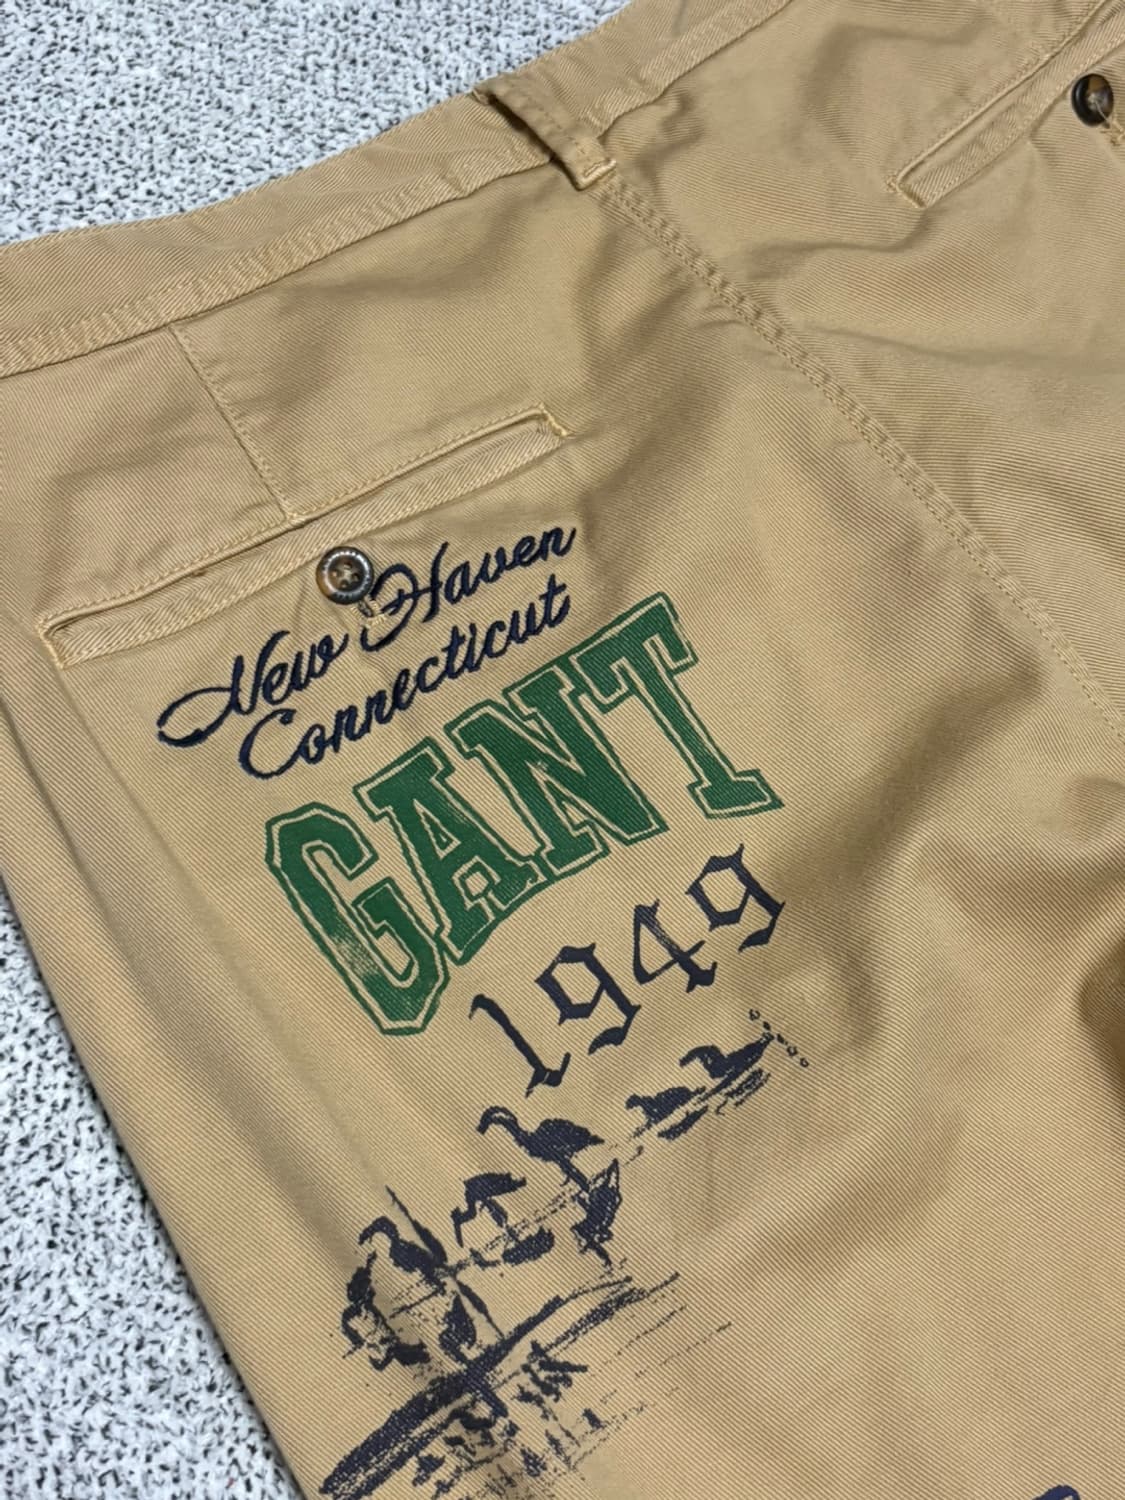 New Haven
Connecticut
GANT
1949